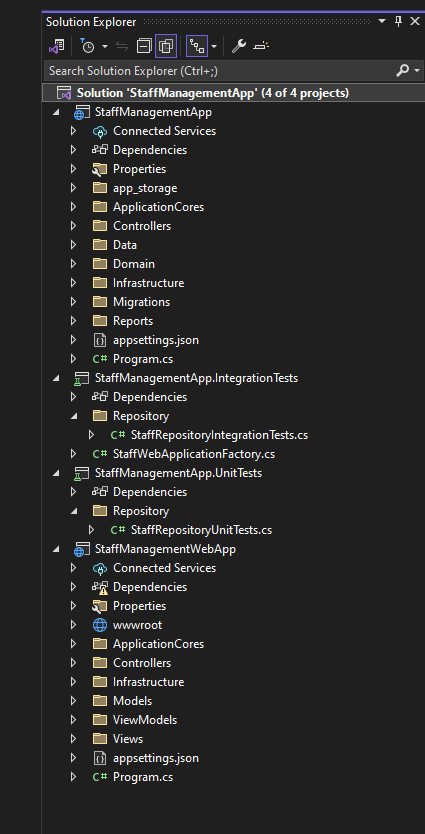 Solution Explorer
Search Solution Explorer (Ctrl+;)
Solution 'StaffManagementApp' (4 of 4 projects)
StaffManagementApp
Connected Services
Dependencies
Properties
app_storage
ApplicationCores
Controllers
Data
Domain
Infrastructure
Migrations
Reports
appsettings.json
C# Program.cs
StaffManagementApp.IntegrationTests
Dependencies
Repository
C# StaffRepositoryIntegrationTests.cs
C# StaffWebApplicationFactory.cs
StaffManagementApp.UnitTests
Dependencies
Repository
C# StaffRepositoryUnitTests.cs
StaffManagementWebApp
Connected Services
Dependencies
Properties
wwwroot
ApplicationCores
Controllers
Infrastructure
Models
ViewModels
Views
appsettings.json
C# Program.cs